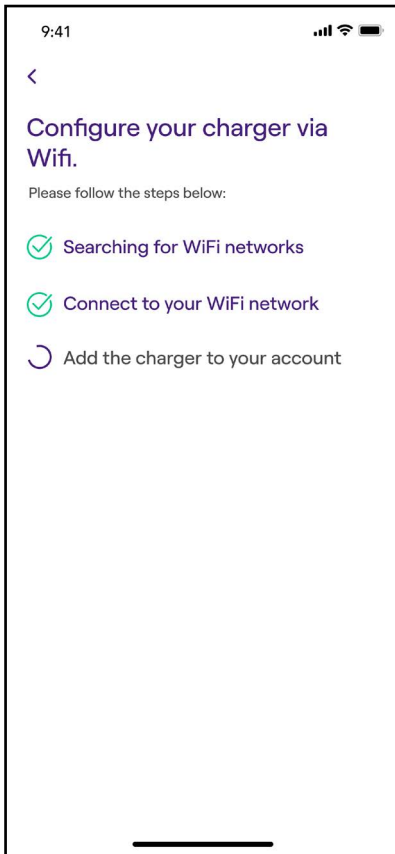 9:41
Configure your charger via
Wifi.
Please follow the steps below:
Searching for WiFi networks
Connect to your WiFi network
Add the charger to your account